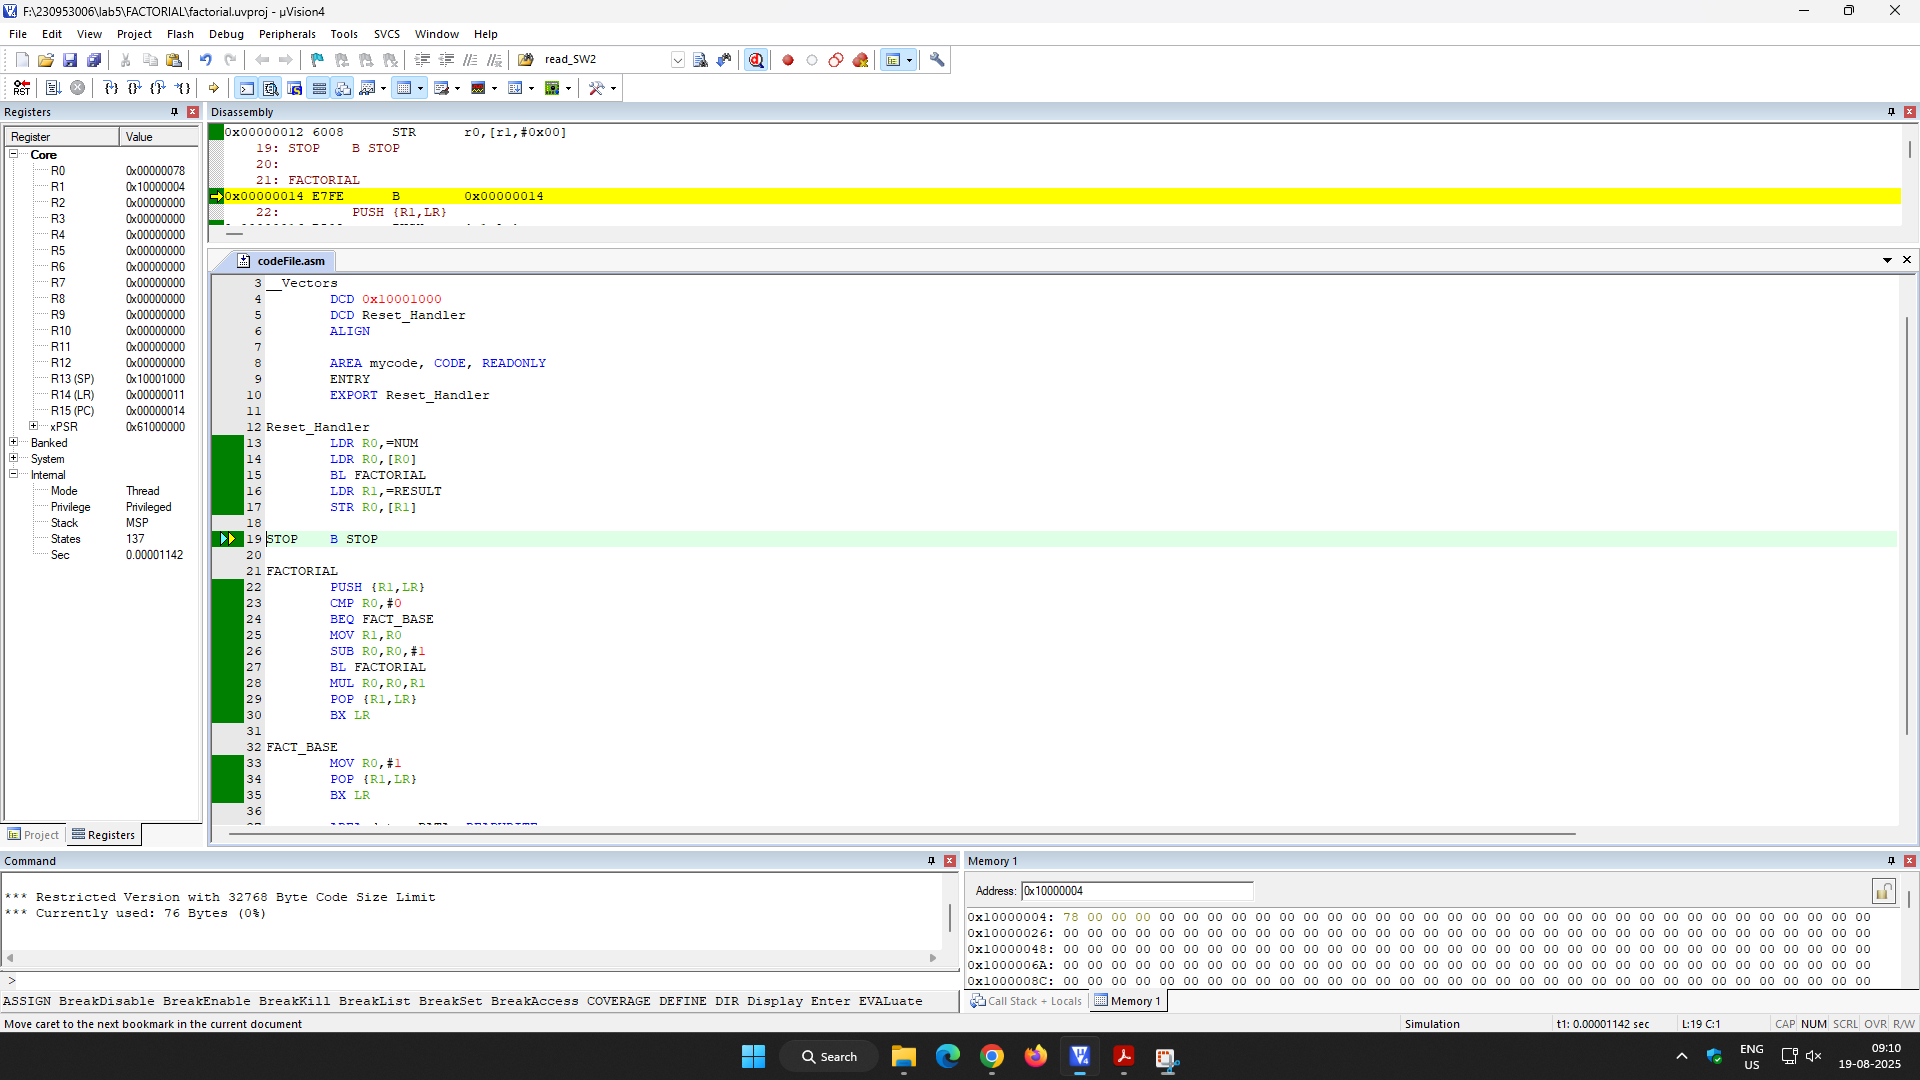 F:\230953006\lab5\FACTORIAL\factorial.uvproj - µVision4
File Edit View Project Flash Debug Peripherals Tools SVCS Window Help
read_SW2
RST
Registers
Register Value
Core
R0 0x00000078
R1 0x10000004
R2 0x00000000
R3 0x00000000
R4 0x00000000
R5 0x00000000
R6 0x00000000
R7 0x00000000
R8 0x00000000
R9 0x00000000
R10 0x00000000
R11 0x00000000
R12 0x00000000
R13 (SP) 0x10001000
R14 (LR) 0x00000011
R15 (PC) 0x00000014
xPSR 0x61000000
Banked
System
Internal
Mode Thread
Privilege Privileged
Stack MSP
States 137
Sec 0.00001142
Project Registers
Disassembly
0x00000012 6008 STR r0,[r1,#0x00]
19: STOP B STOP
20:
21: FACTORIAL
0x00000014 E7FE B 0x00000014
22: PUSH {R1,LR}
codeFile.asm
3 __Vectors
4 DCD 0x10001000
5 DCD Reset_Handler
6 ALIGN
7
8 AREA mycode, CODE, READONLY
9 ENTRY
10 EXPORT Reset_Handler
11
12 Reset_Handler
13 LDR R0,=NUM
14 LDR R0,[R0]
15 BL FACTORIAL
16 LDR R1,=RESULT
17 STR R0,[R1]
18
19 STOP B STOP
20
21 FACTORIAL
22 PUSH {R1,LR}
23 CMP R0,#0
24 BEQ FACT_BASE
25 MOV R1,R0
26 SUB R0,R0,#1
27 BL FACTORIAL
28 MUL R0,R0,R1
29 POP {R1,LR}
30 BX LR
31
32 FACT_BASE
33 MOV R0,#1
34 POP {R1,LR}
35 BX LR
36
Command
*** Restricted Version with 32768 Byte Code Size Limit
*** Currently used: 76 Bytes (0%)
>
ASSIGN BreakDisable BreakEnable BreakKill BreakList BreakSet BreakAccess COVERAGE DEFINE DIR Display Enter EVALuate
Memory 1
Address: 0x10000004
0x10000004: 78 00 00 00 00 00 00 00 00 00 00 00 00 00 00 00 00 00 00 00 00 00 00 00 00 00 00 00 00 00 00 00 00 00
0x10000026: 00 00 00 00 00 00 00 00 00 00 00 00 00 00 00 00 00 00 00 00 00 00 00 00 00 00 00 00 00 00 00 00 00 00
0x10000048: 00 00 00 00 00 00 00 00 00 00 00 00 00 00 00 00 00 00 00 00 00 00 00 00 00 00 00 00 00 00 00 00 00 00
0x1000006A: 00 00 00 00 00 00 00 00 00 00 00 00 00 00 00 00 00 00 00 00 00 00 00 00 00 00 00 00 00 00 00 00 00 00
0x1000008C: 00 00 00 00 00 00 00 00 00 00 00 00 00 00 00 00 00 00 00 00 00 00 00 00 00 00 00 00 00 00 00 00 00 00
Call Stack + Locals Memory 1
Move caret to the next bookmark in the current document Simulation t1: 0.00001142 sec L:19 C:1 CAP NUM SCRL OVR R/W
Search
ENG
US
09:10
19-08-2025